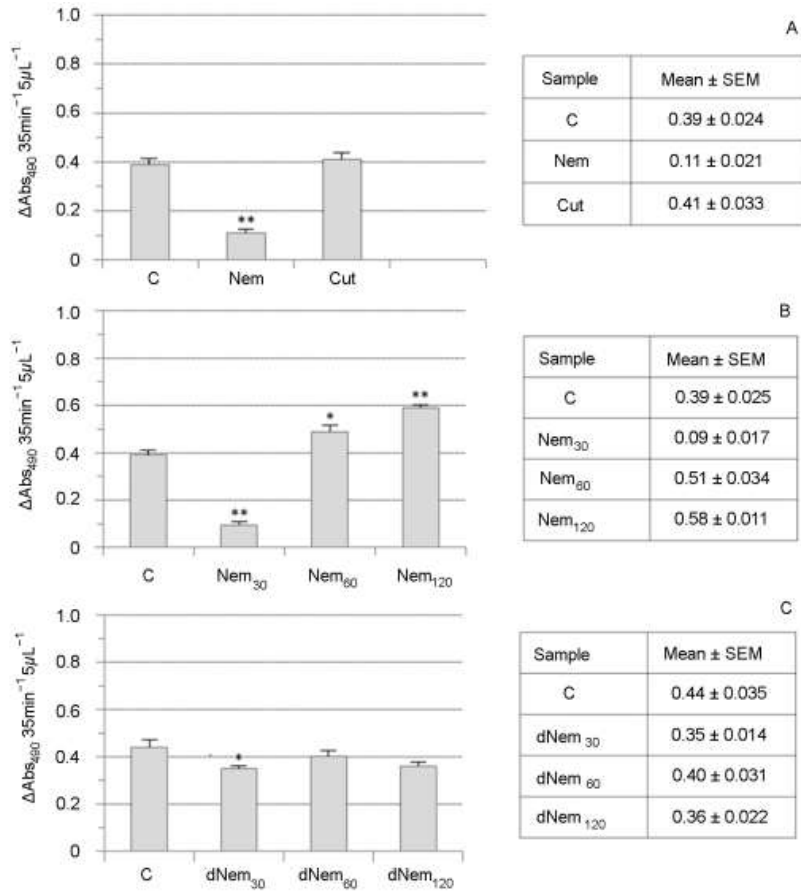 A
ΔAbs₄₉₀ 35min⁻¹ 5µL⁻¹
1.0
0.8
0.6
0.4
0.2
0
**
C Nem Cut
Sample Mean ± SEM
C 0.39 ± 0.024
Nem 0.11 ± 0.021
Cut 0.41 ± 0.033
B
ΔAbs₄₉₀ 35min⁻¹ 5µL⁻¹
1.0
0.8
0.6
0.4
0.2
0
** * **
C Nem₃₀ Nem₆₀ Nem₁₂₀
Sample Mean ± SEM
C 0.39 ± 0.025
Nem₃₀ 0.09 ± 0.017
Nem₆₀ 0.51 ± 0.034
Nem₁₂₀ 0.58 ± 0.011
C
ΔAbs₄₉₀ 35min⁻¹ 5µL⁻¹
1.0
0.8
0.6
0.4
0.2
0
*
C dNem₃₀ dNem₆₀ dNem₁₂₀
Sample Mean ± SEM
C 0.44 ± 0.035
dNem ₃₀ 0.35 ± 0.014
dNem ₆₀ 0.40 ± 0.031
dNem ₁₂₀ 0.36 ± 0.022